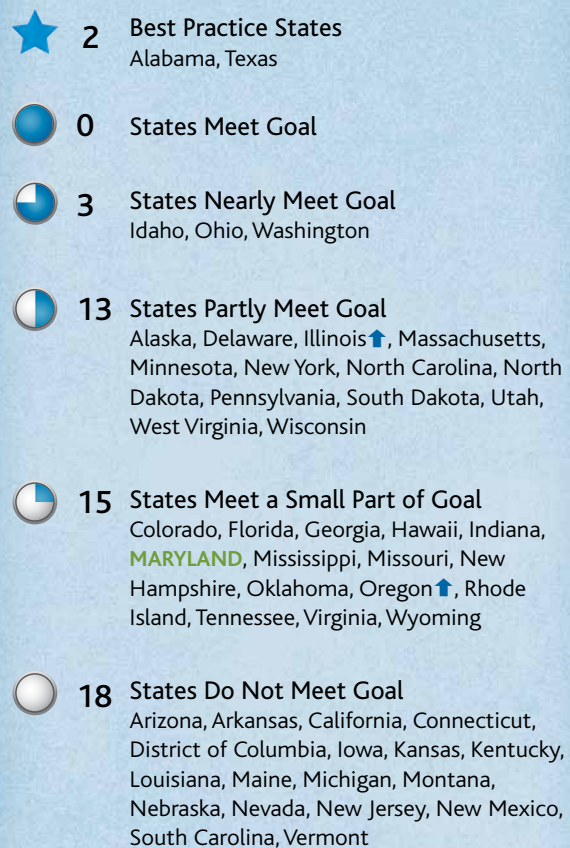 2 Best Practice States
Alabama, Texas
0 States Meet Goal
3 States Nearly Meet Goal
Idaho, Ohio, Washington
13 States Partly Meet Goal
Alaska, Delaware, Illinois⬆, Massachusetts,
Minnesota, New York, North Carolina, North
Dakota, Pennsylvania, South Dakota, Utah,
West Virginia, Wisconsin
15 States Meet a Small Part of Goal
Colorado, Florida, Georgia, Hawaii, Indiana,
MARYLAND, Mississippi, Missouri, New
Hampshire, Oklahoma, Oregon⬆, Rhode
Island, Tennessee, Virginia, Wyoming
18 States Do Not Meet Goal
Arizona, Arkansas, California, Connecticut,
District of Columbia, Iowa, Kansas, Kentucky,
Louisiana, Maine, Michigan, Montana,
Nebraska, Nevada, New Jersey, New Mexico,
South Carolina, Vermont